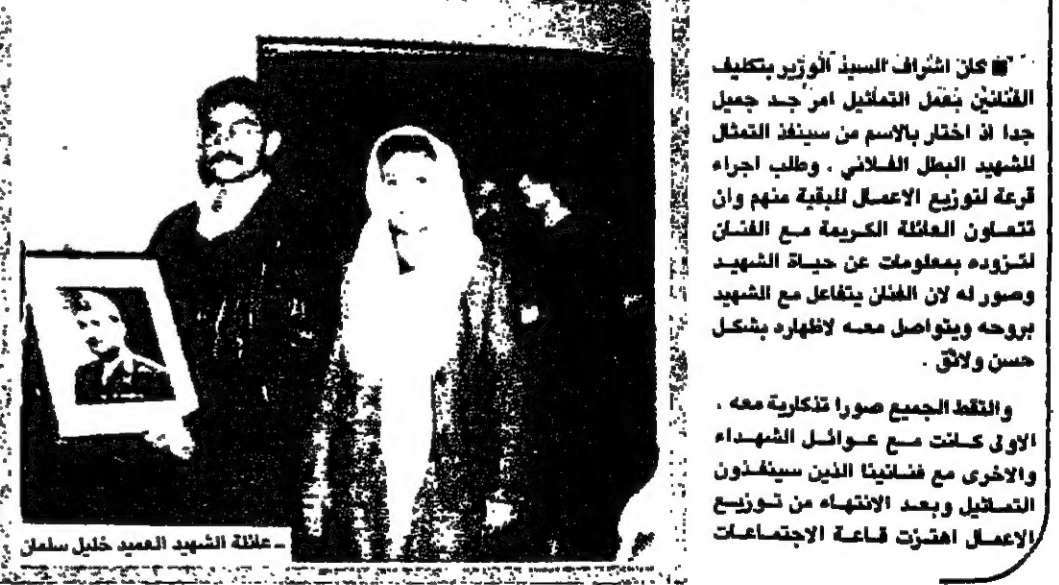 ■ كان اشراف السيد الوزير بتكليف
الفنانين بعمل التماثيل امر جد جميل
جدا اذ اختار بالاسم من سينفذ التمثال
للشهيد البطل الفلاني . وطلب اجراء
قرعة لتوزيع الاعمال للبقية منهم وان
تتعاون العائلة الكريمة مع الفنان
لتزوده بمعلومات عن حياة الشهيد
وصور له لان الفنان يتفاعل مع الشهيد
بروحه ويتواصل معه لاظهاره بشكل
حسن ولائق .
والتقط الجميع صورا تذكارية معه .
الاولى كانت مع عوائل الشهداء
والاخرى مع فنانينا الذين سينفذون
التماثيل وبعد الانتهاء من توزيع
الاعمال اهتزت قاعة الاجتماعات
ـ عائلة الشهيد العميد خليل سلمان